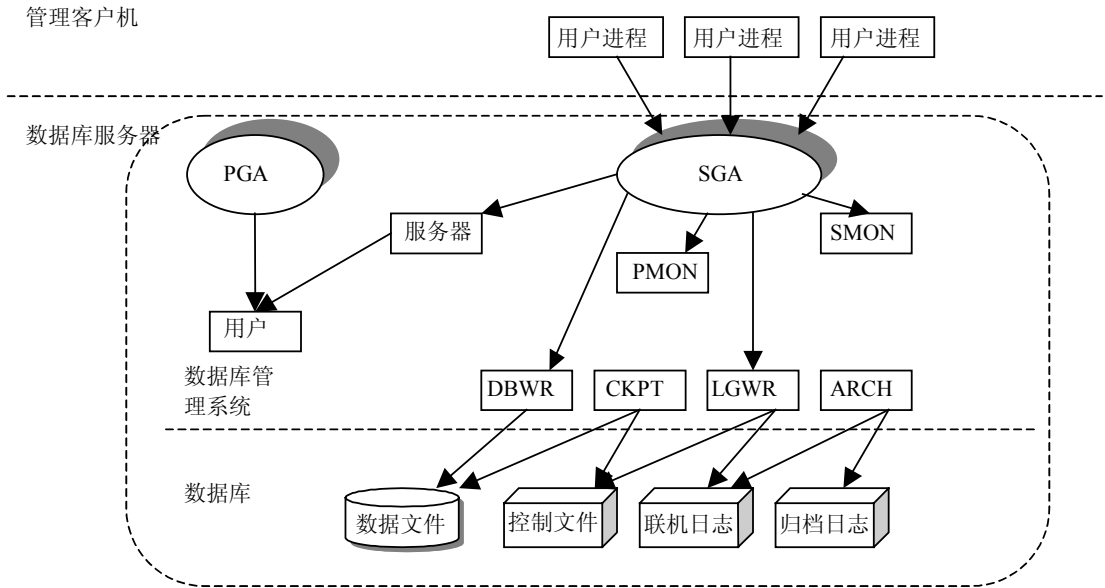 管理客户机
用户进程
用户进程
用户进程
数据库服务器
PGA
SGA
服务器
SMON
PMON
用户
数据库管
理系统
DBWR
CKPT
LGWR
ARCH
数据库
数据文件
控制文件
联机日志
归档日志